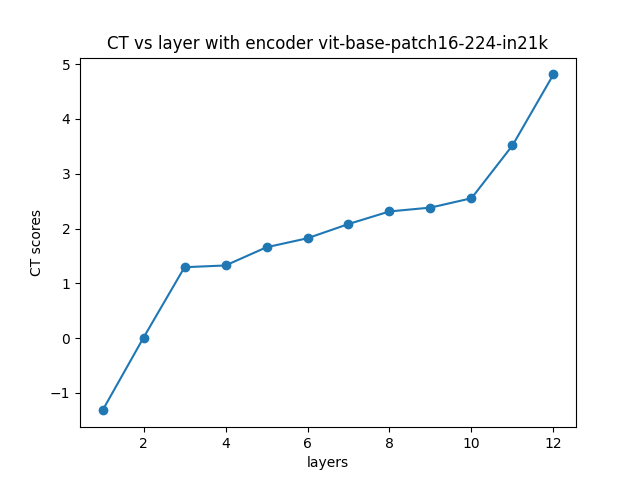 CT vs layer with encoder vit-base-patch16-224-in21k
5
4
3
2
1
0
−1
CT scores
2 4 6 8 10 12
layers